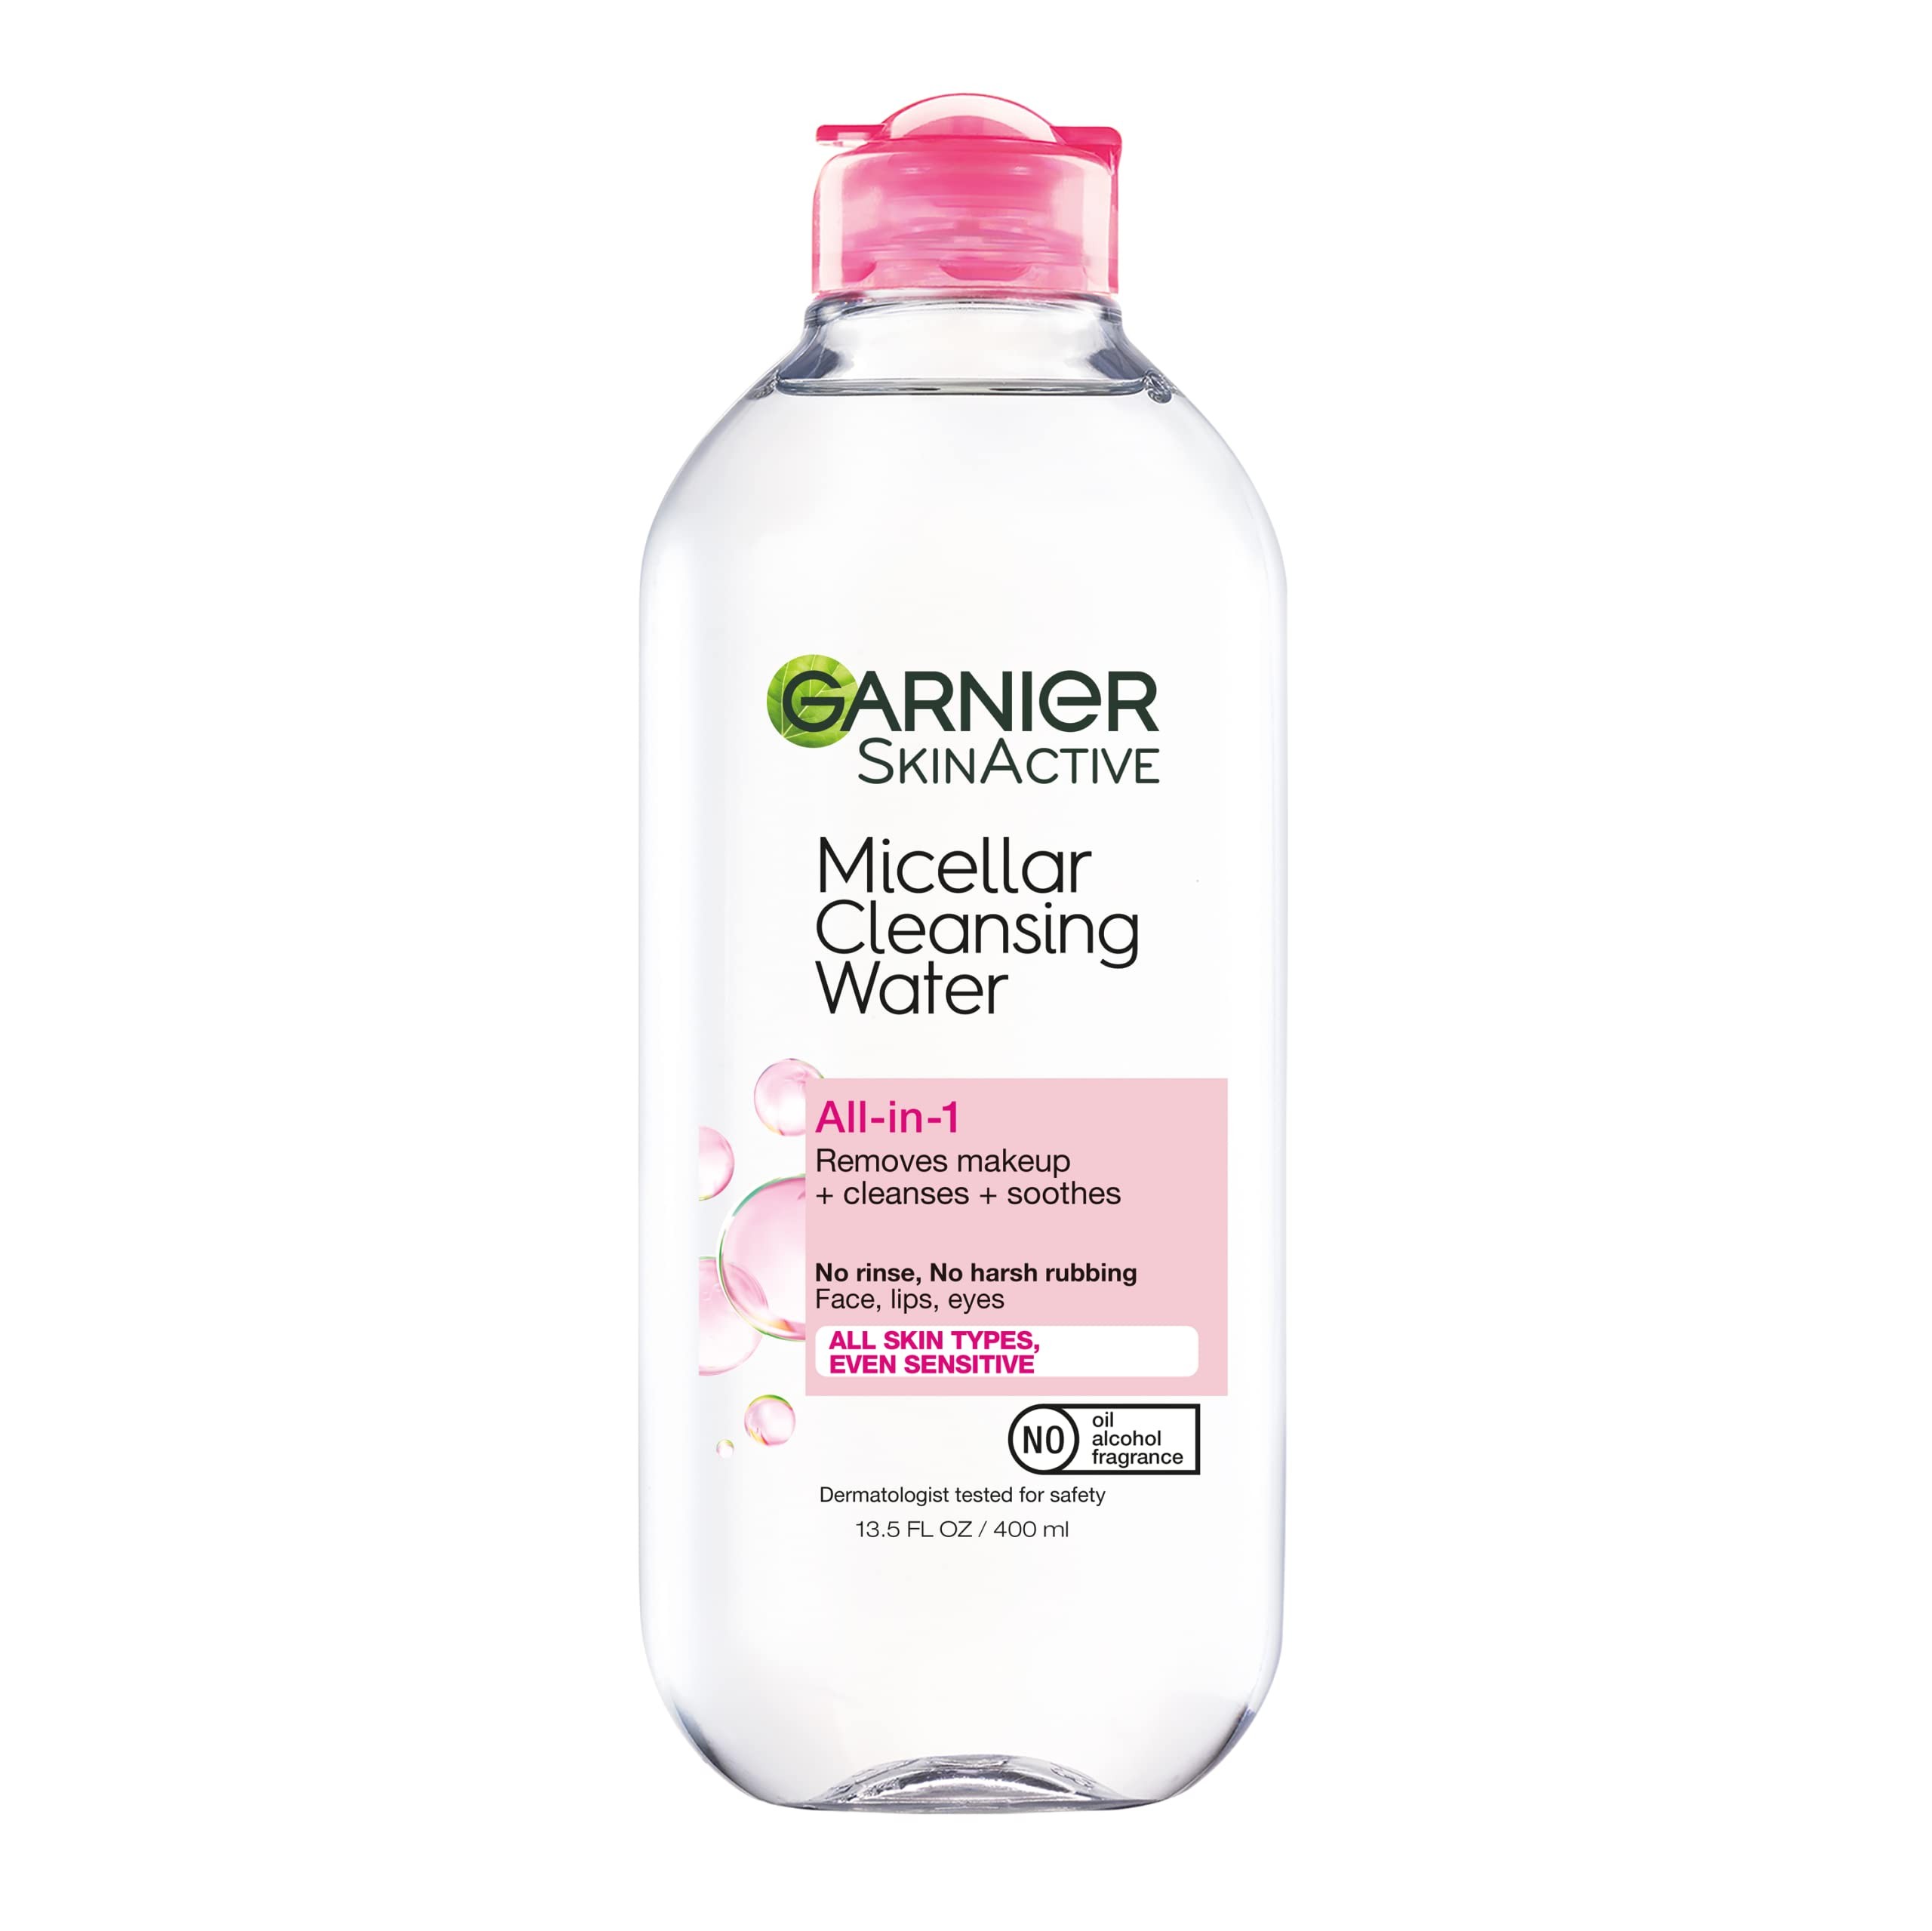 GARNIER
SKINACTIVE
Micellar
Cleansing
Water
All-in-1
Removes makeup
+ cleanses + soothes
No rinse, No harsh rubbing
Face, lips, eyes
ALL SKIN TYPES,
EVEN SENSITIVE
NO
oil
alcohol
fragrance
Dermatologist tested for safety
13.5 FL OZ / 400 ml